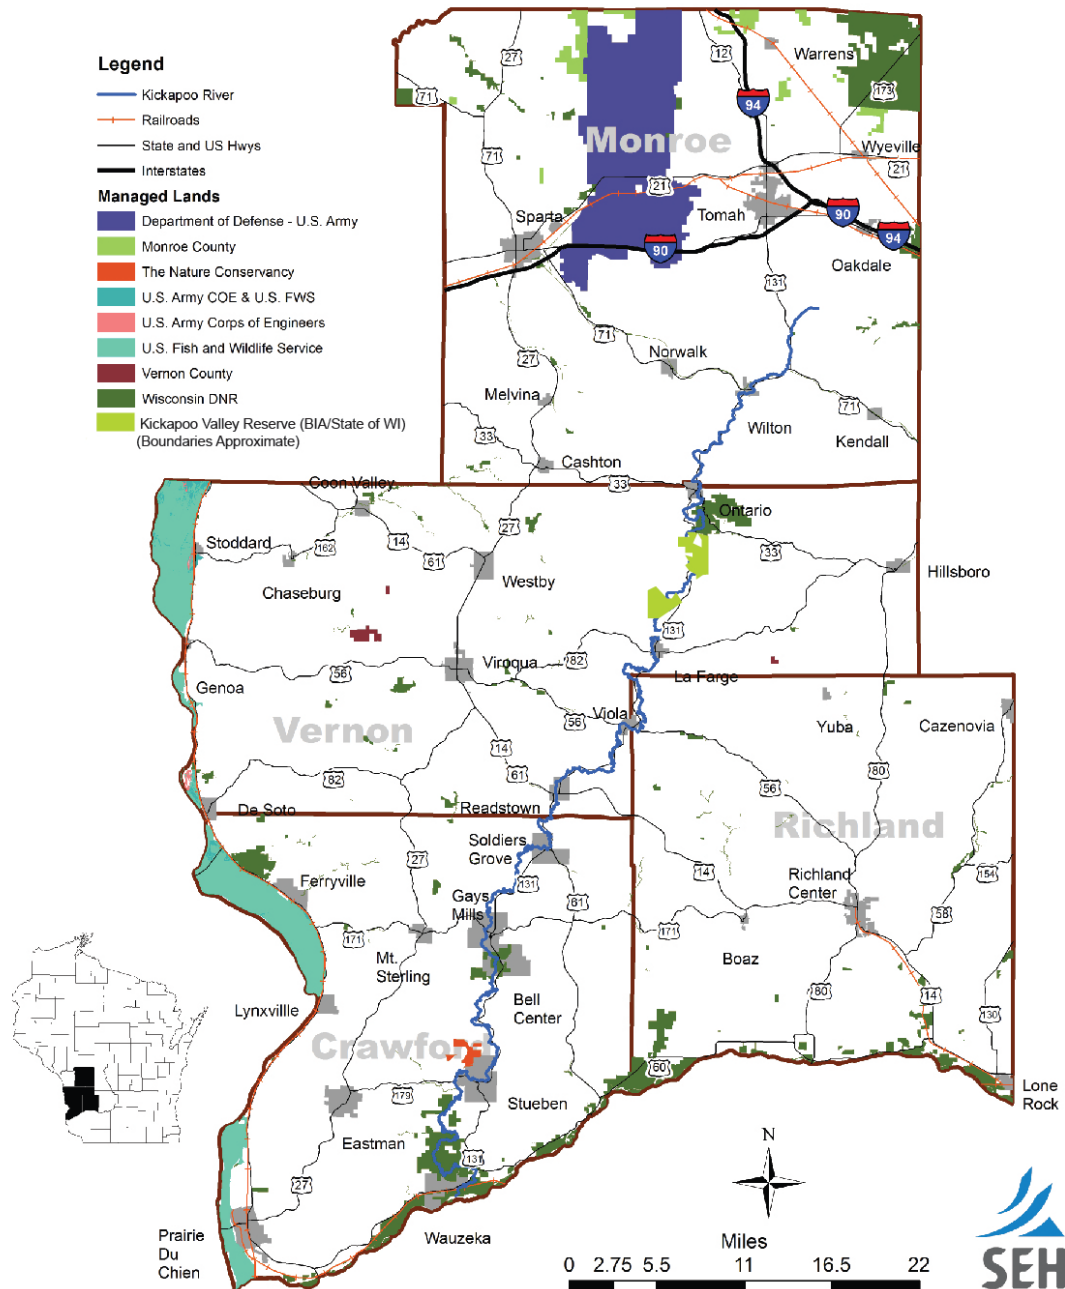 Legend
Kickapoo River
Railroads
State and US Hwys
Interstates
Managed Lands
Department of Defense - U.S. Army
Monroe County
The Nature Conservancy
U.S. Army COE & U.S. FWS
U.S. Army Corps of Engineers
U.S. Fish and Wildlife Service
Vernon County
Wisconsin DNR
Kickapoo Valley Reserve (BIA/State of WI)
(Boundaries Approximate)
27
12
Warrens
71
94
173
Monroe
Wyeville
71
21
21
Sparta
Tomah
90
90
94
Oakdale
131
71
Norwalk
27
Melvina
71
33
Wilton
Kendall
Cashton
33
Coon Valley
Ontario
27
Stoddard
162
14
61
33
Westby
Hillsboro
Chaseburg
131
Viroqua
82
56
La Farge
Genoa
Viola
56
Yuba
Cazenovia
Vernon
14
61
80
82
56
De Soto
Readstown
Richland
Soldiers
Grove
27
14
154
Ferryville
131
Richland
Center
Gays
Mills
61
58
171
171
Mt.
Sterling
Boaz
80
14
130
Lynxvillle
Bell
Center
Crawford
60
179
Stueben
Lone
Rock
Eastman
131
27
N
Prairie
Du
Chien
Wauzeka
Miles
0 2.75 5.5 11 16.5 22
SEH